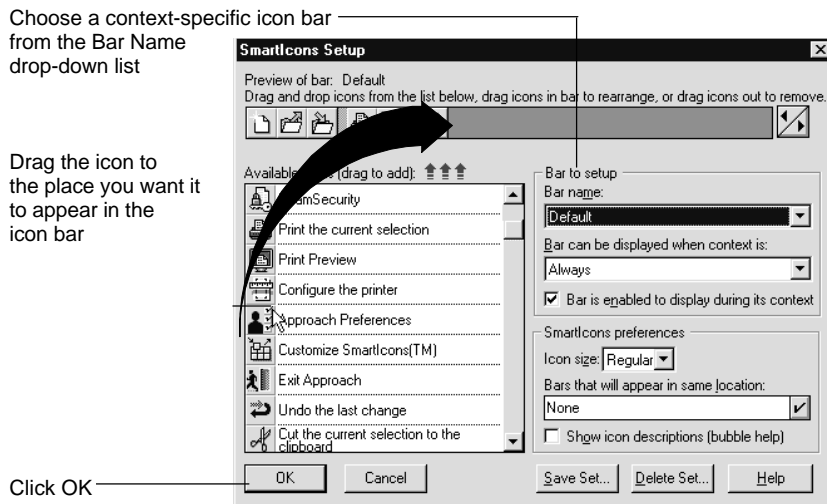 Choose a context-specific icon bar
from the Bar Name
drop-down list
SmartIcons Setup
Preview of bar: Default
Drag and drop icons from the list below, drag icons in bar to rearrange, or drag icons out to remove.
Drag the icon to
the place you want it
to appear in the
icon bar
(drag to add):
Print the current selection
Print Preview
Configure the printer
Approach Preferences
Customize SmartIcons(TM)
Exit Approach
Undo the last change
Cut the current selection to the
clipboard
Bar to setup
Bar name:
Default
Bar can be displayed when context is:
Always
Bar is enabled to display during its context
SmartIcons preferences
Icon size: Regular
Bars that will appear in same location:
None
Show icon descriptions (bubble help)
Click OK
OK
Cancel
Save Set...
Delete Set...
Help